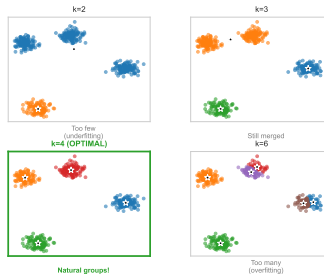 k=2
k=3
Too few
(underfitting)
Still merged
k=4 (OPTIMAL)
k=6
Natural groups!
Too many
(overfitting)